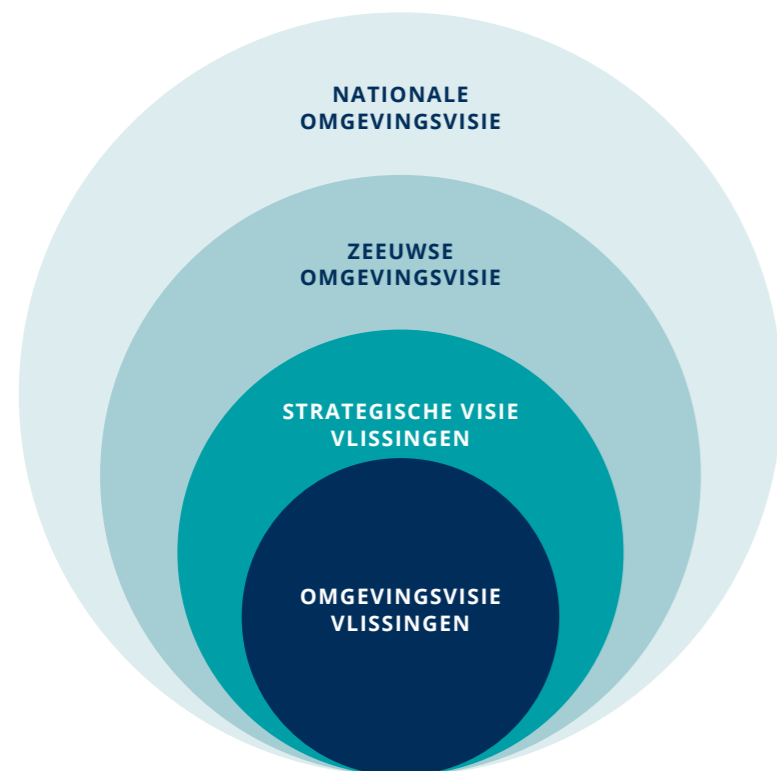 NATIONALE
OMGEVINGSVISIE
ZEEUWSE
OMGEVINGSVISIE
STRATEGISCHE VISIE
VLISSINGEN
OMGEVINGSVISIE
VLISSINGEN